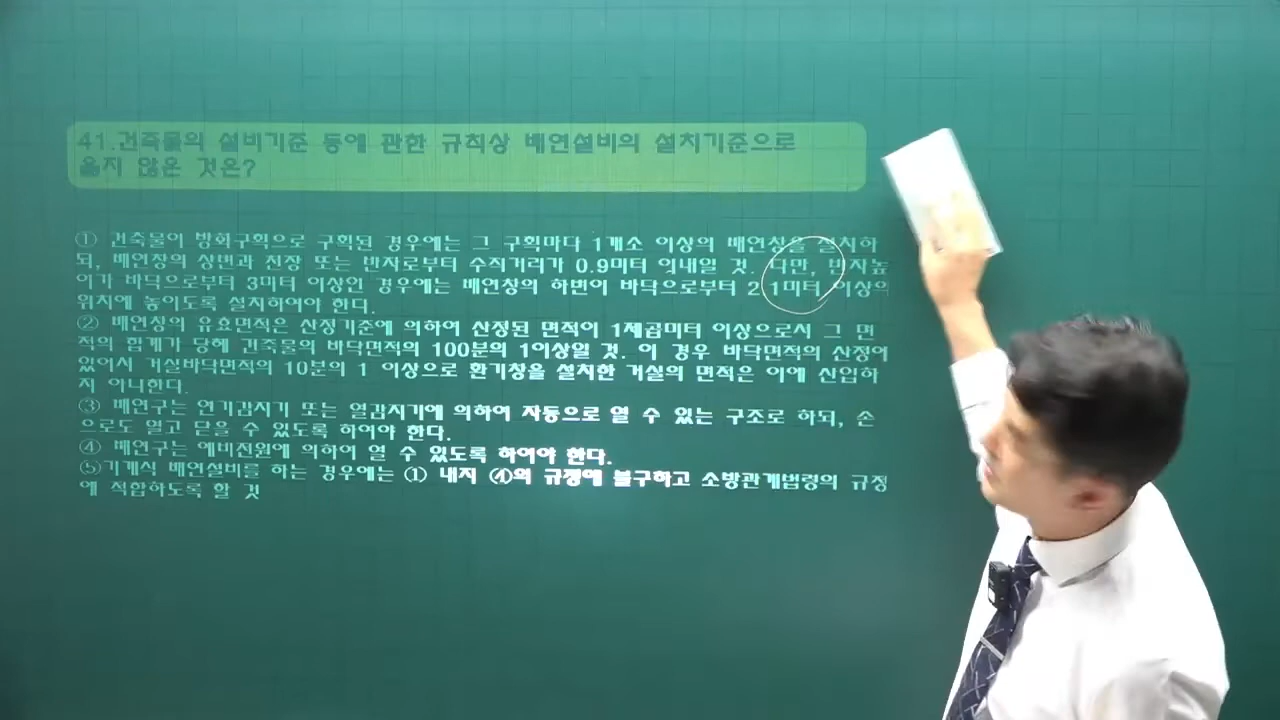 41.건축물의 설비기준 등에 관한 규칙상 배연설비의 설치기준으로
옳지 않은 것은?
① 건축물이 방화구획으로 구획된 경우에는 그 구획마다 1개소 이상의 배연창을 설치하
되, 배연창의 상변과 천장 또는 반자로부터 수직거리가 0.9미터 이내일 것. 다만, 반자높
이가 바닥으로부터 3미터 이상인 경우에는 배연창의 하변이 바닥으로부터 2.1미터 이상의
위치에 놓이도록 설치하여야 한다.
② 배연창의 유효면적은 산정기준에 의하여 산정된 면적이 1제곱미터 이상으로서 그 면
적의 합계가 당해 건축물의 바닥면적의 100분의 1이상일 것. 이 경우 바닥면적의 산정에
있어서 거실바닥면적의 10분의 1 이상으로 환기창을 설치한 거실의 면적은 이에 산입하
지 아니한다.
③ 배연구는 연기감지기 또는 열감지기에 의하여 자동으로 열 수 있는 구조로 하되, 손
으로도 열고 닫을 수 있도록 하여야 한다.
④ 배연구는 예비전원에 의하여 열 수 있도록 하여야 한다.
⑤기계식 배연설비를 하는 경우에는 ① 내지 ④의 규정에 불구하고 소방관계법령의 규정
에 적합하도록 할 것